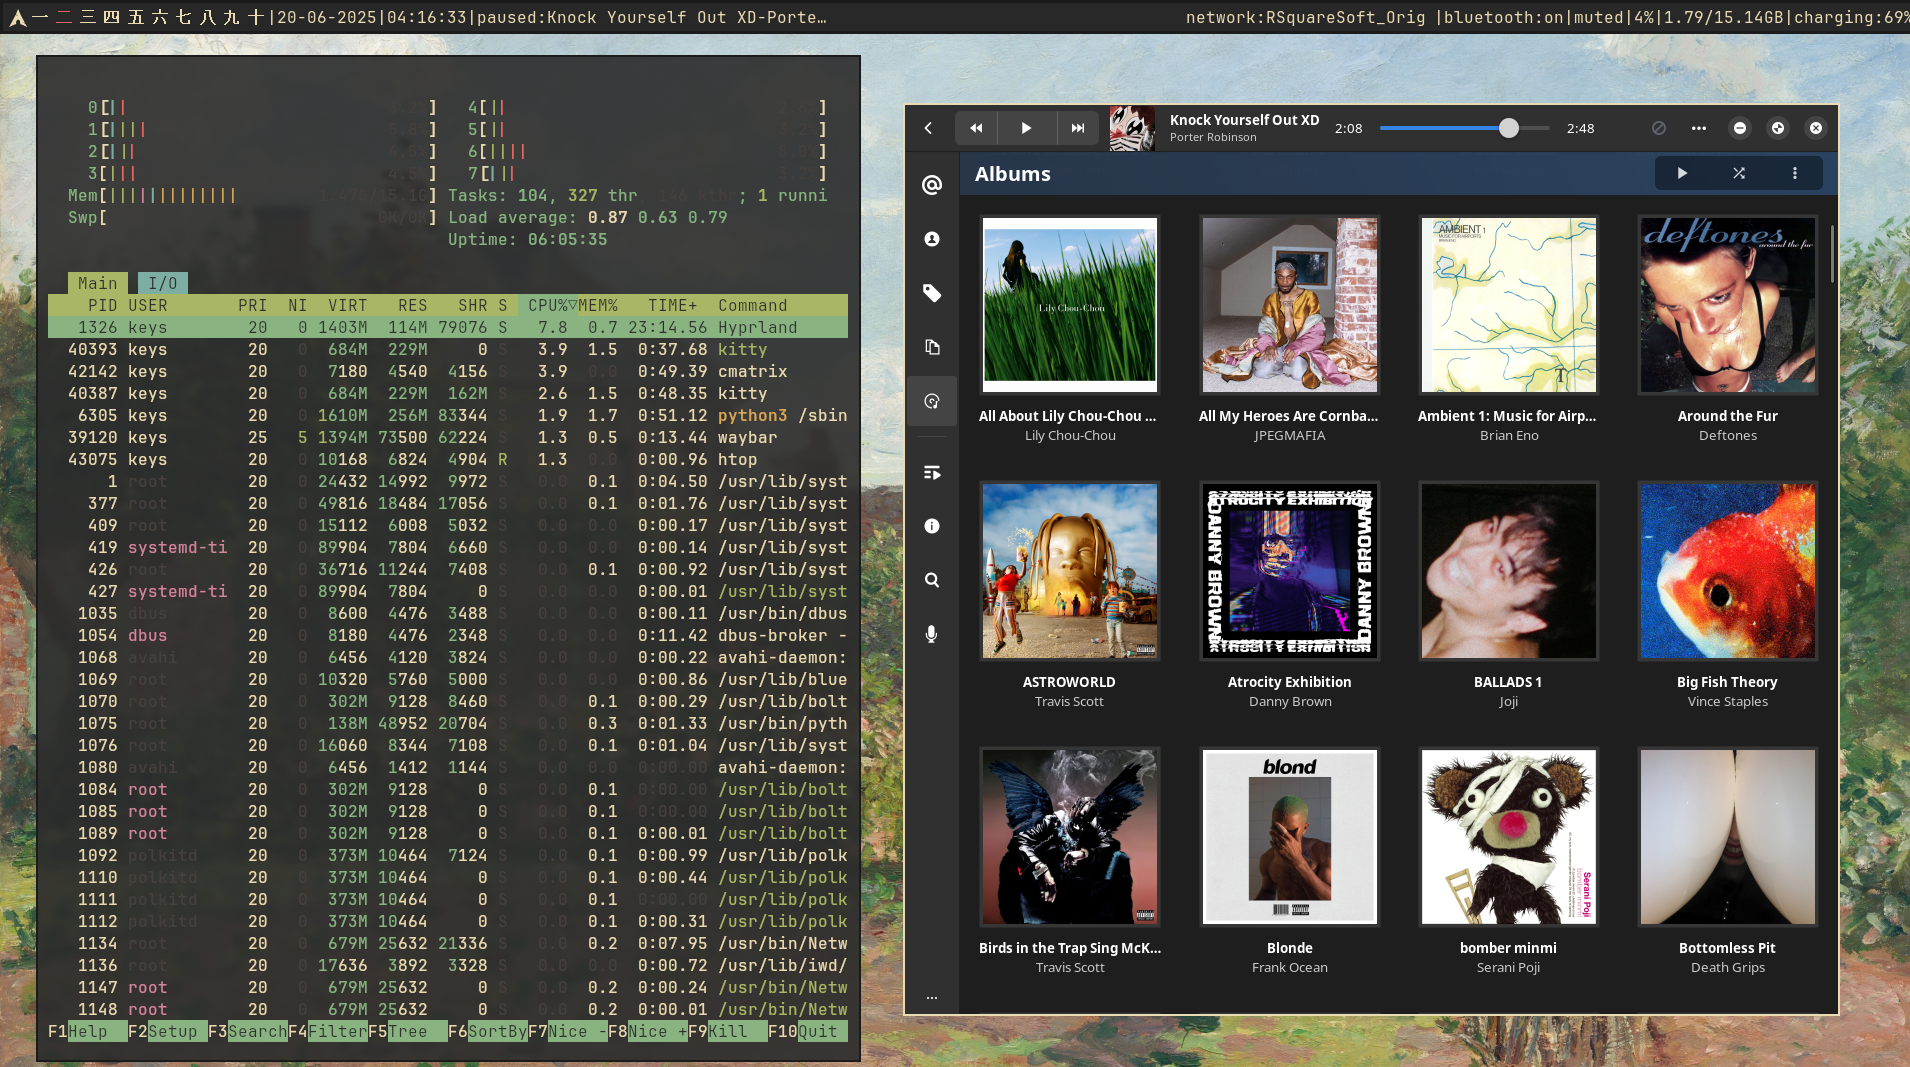 一 二 三 四 五 六 七 八 九 十 |20-06-2025|04:16:33|paused:Knock Yourself Out XD-Porte…
network:RSquareSoft_Orig |bluetooth:on|muted|4%|1.79/15.14GB|charging:69%
0[||                ] 4[||                ]
1[||||              ] 5[||                ]
2[|||               ] 6[||||              ]
3[|||               ] 7[|||               ]
Mem[|||||||||||||   ] Tasks: 104, 327 thr ; 1 runni
Swp[                ] Load average: 0.87 0.63 0.79
Uptime: 06:05:35
Main I/O
PID USER PRI NI VIRT RES SHR S CPU%▽MEM% TIME+ Command
1326 keys 20 0 1403M 114M 79076 S 7.8 0.7 23:14.56 Hyprland
40393 keys 20 0 684M 229M 0 S 3.9 1.5 0:37.68 kitty
42142 keys 20 0 7180 4540 4156 S 3.9 0.0 0:49.39 cmatrix
40387 keys 20 0 684M 229M 162M S 2.6 1.5 0:48.35 kitty
6305 keys 20 0 1610M 256M 83344 S 1.9 1.7 0:51.12 python3 /sbin
39120 keys 25 5 1394M 73500 62224 S 1.3 0.5 0:13.44 waybar
43075 keys 20 0 10168 6824 4904 R 1.3 0.0 0:00.96 htop
1 root 20 0 24432 14992 9972 S 0.0 0.1 0:04.50 /usr/lib/syst
377 root 20 0 49816 18484 17056 S 0.0 0.1 0:01.76 /usr/lib/syst
409 root 20 0 15112 6008 5032 S 0.0 0.0 0:00.17 /usr/lib/syst
419 systemd-ti 20 0 89904 7804 6660 S 0.0 0.0 0:00.14 /usr/lib/syst
426 root 20 0 36716 11244 7408 S 0.0 0.1 0:00.92 /usr/lib/syst
427 systemd-ti 20 0 89904 7804 0 S 0.0 0.0 0:00.01 /usr/lib/syst
1035 dbus 20 0 8600 4476 3488 S 0.0 0.0 0:00.11 /usr/bin/dbus
1054 dbus 20 0 8180 4476 2348 S 0.0 0.0 0:11.42 dbus-broker -
1068 avahi 20 0 6456 4120 3824 S 0.0 0.0 0:00.22 avahi-daemon:
1069 root 20 0 10320 5760 5000 S 0.0 0.0 0:00.86 /usr/lib/blue
1070 root 20 0 302M 9128 8460 S 0.0 0.1 0:00.29 /usr/lib/bolt
1075 root 20 0 138M 48952 20704 S 0.0 0.3 0:01.33 /usr/bin/pyth
1076 root 20 0 16060 8344 7108 S 0.0 0.1 0:01.04 /usr/lib/syst
1080 avahi 20 0 6456 1412 1144 S 0.0 0.0 0:00.00 avahi-daemon:
1084 root 20 0 302M 9128 0 S 0.0 0.1 0:00.00 /usr/lib/bolt
1085 root 20 0 302M 9128 0 S 0.0 0.1 0:00.00 /usr/lib/bolt
1089 root 20 0 302M 9128 0 S 0.0 0.1 0:00.01 /usr/lib/bolt
1092 polkitd 20 0 373M 10464 7124 S 0.0 0.1 0:00.99 /usr/lib/polk
1110 polkitd 20 0 373M 10464 0 S 0.0 0.1 0:00.44 /usr/lib/polk
1111 polkitd 20 0 373M 10464 0 S 0.0 0.1 0:00.00 /usr/lib/polk
1112 polkitd 20 0 373M 10464 0 S 0.0 0.1 0:00.31 /usr/lib/polk
1134 root 20 0 679M 25632 21336 S 0.0 0.2 0:07.95 /usr/bin/Netw
1136 root 20 0 17636 3892 3328 S 0.0 0.0 0:00.72 /usr/lib/iwd/
1147 root 20 0 679M 25632 0 S 0.0 0.2 0:00.24 /usr/bin/Netw
1148 root 20 0 679M 25632 0 S 0.0 0.2 0:00.01 /usr/bin/Netw
F1Help F2Setup F3SearchF4FilterF5Tree F6SortByF7Nice -F8Nice +F9Kill F10Quit
Knock Yourself Out XD
Porter Robinson
2:08
2:48
Albums
Lily Chou-Chou
AMBIENT 1
MUSIC FOR AIRPORTS
BRIAN ENO
deftones
around the fur
All About Lily Chou-Chou ...
Lily Chou-Chou
All My Heroes Are Cornba...
JPEGMAFIA
Ambient 1: Music for Airp...
Brian Eno
Around the Fur
Deftones
ATROCITY EXHIBITION
DANNY BROWN
DANNY BROWN
ATROCITY EXHIBITION
ASTROWORLD
Travis Scott
Atrocity Exhibition
Danny Brown
BALLADS 1
Joji
Big Fish Theory
Vince Staples
blond
Serani Poji
bomber minmi
Birds in the Trap Sing McK...
Travis Scott
Blonde
Frank Ocean
bomber minmi
Serani Poji
Bottomless Pit
Death Grips